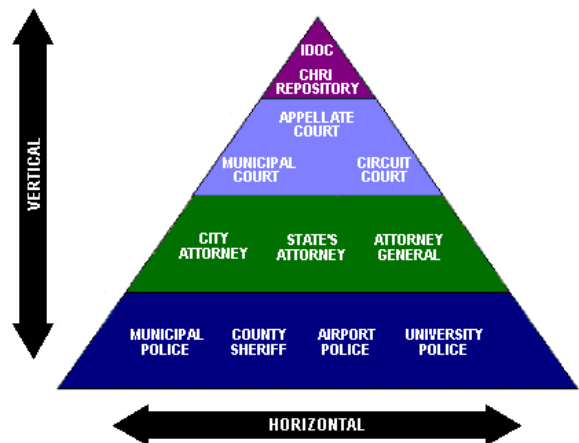 IDOC
CHRI
REPOSITORY
APPELLATE
COURT
MUNICIPAL
COURT
CIRCUIT
COURT
CITY
ATTORNEY
STATE'S
ATTORNEY
ATTORNEY
GENERAL
MUNICIPAL
POLICE
COUNTY
SHERIFF
AIRPORT
POLICE
UNIVERSITY
POLICE
VERTICAL
HORIZONTAL